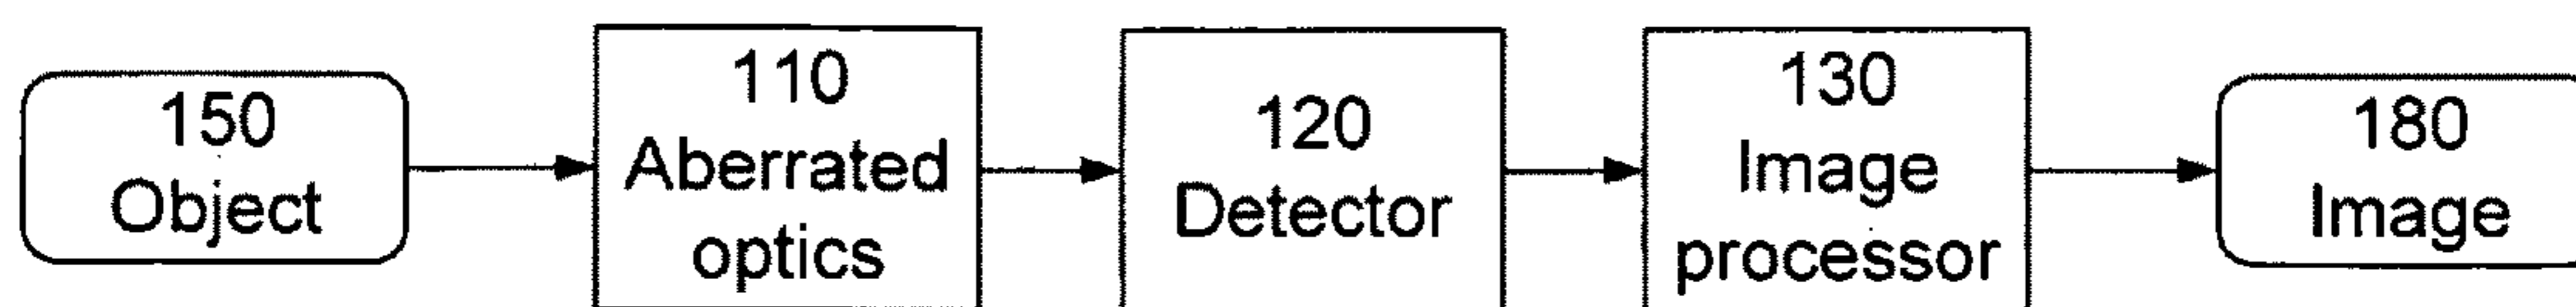 150
Object
110
Aberrated
optics
120
Detector
130
Image
processor
180
Image